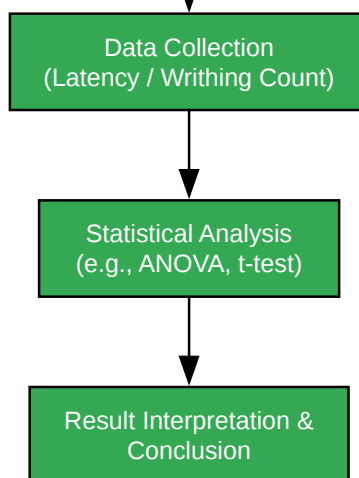 Data Collection
(Latency / Writhing Count)
Statistical Analysis
(e.g., ANOVA, t-test)
Result Interpretation &
Conclusion